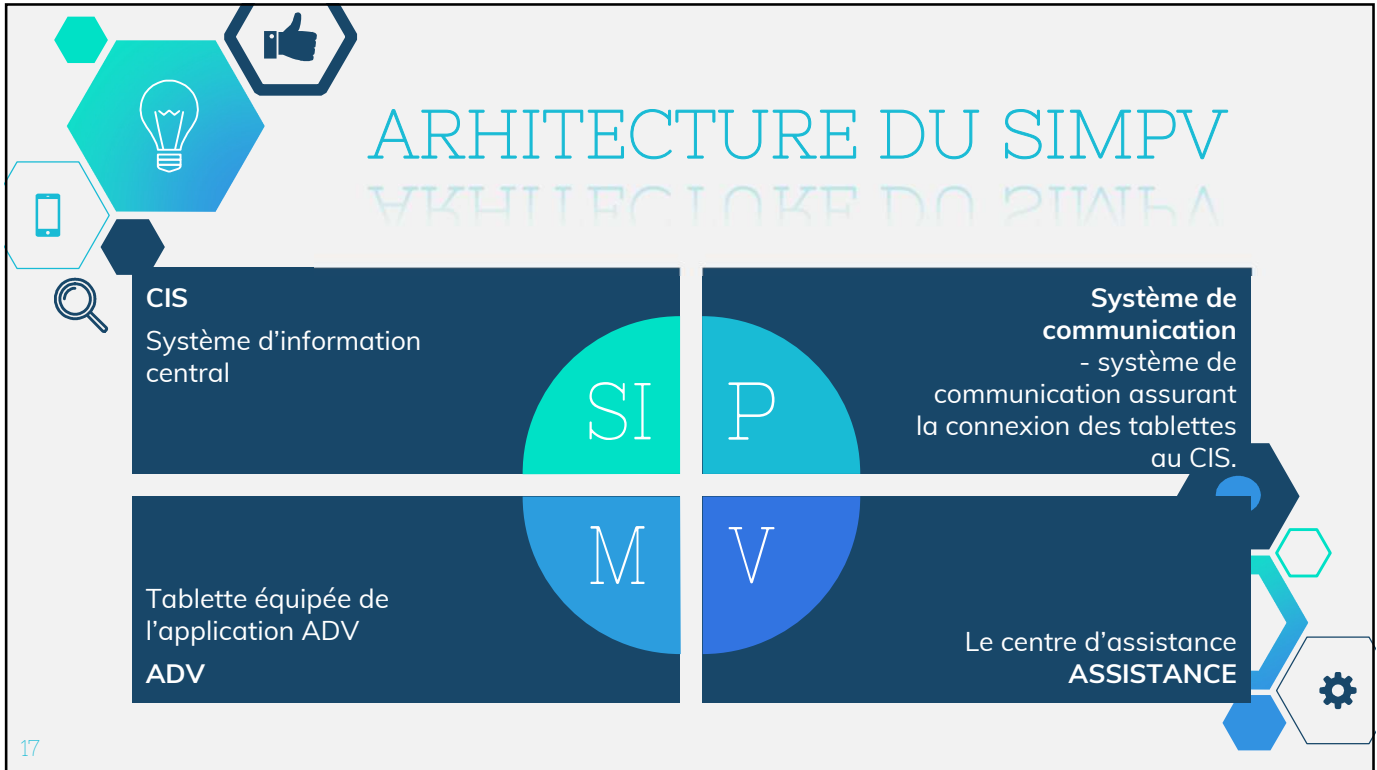 ARHITECTURE DU SIMPV
CIS
Système d’information
central
SI
P
Système de
communication
- système de
communication assurant
la connexion des tablettes
au CIS.
Tablette équipée de
l’application ADV
ADV
M
V
Le centre d’assistance
ASSISTANCE
17